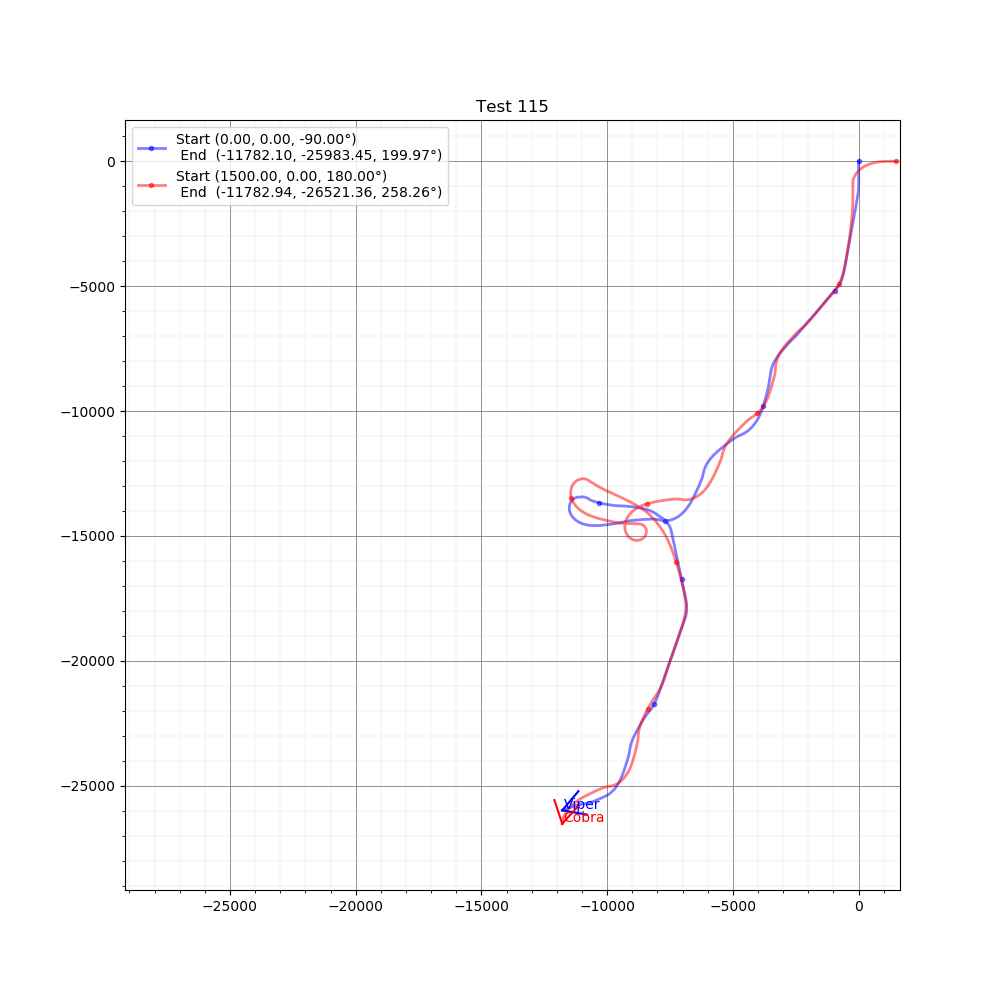 Test 115
Start (0.00, 0.00, -90.00°)
End (-11782.10, -25983.45, 199.97°)
Start (1500.00, 0.00, 180.00°)
End (-11782.94, -26521.36, 258.26°)
0
−5000
−10000
−15000
−20000
−25000
Viper
Cobra
−25000
−20000
−15000
−10000
−5000
0